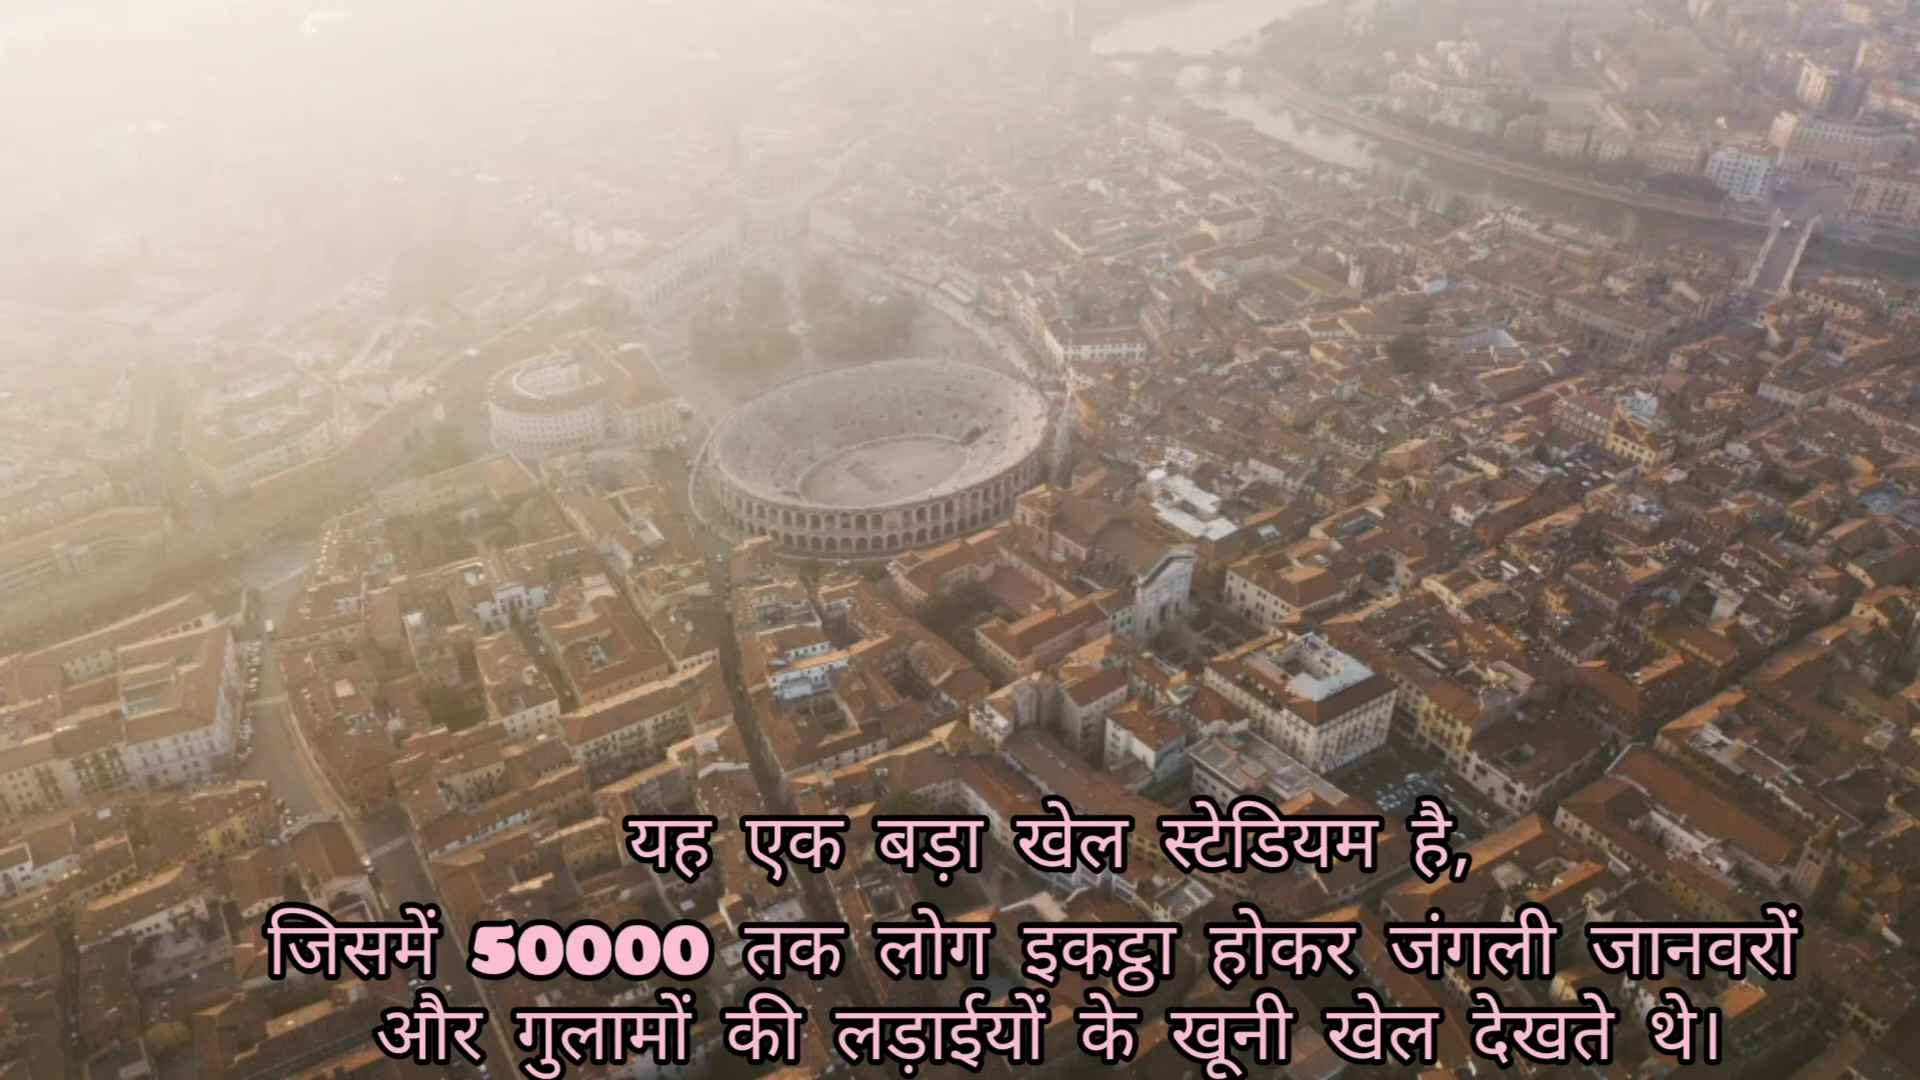 यह एक बड़ा खेल स्टेडियम है,
जिसमें 50000 तक लोग इकट्ठा होकर जंगली जानवरों
और गुलामों की लड़ाईयों के खूनी खेल देखते थे।